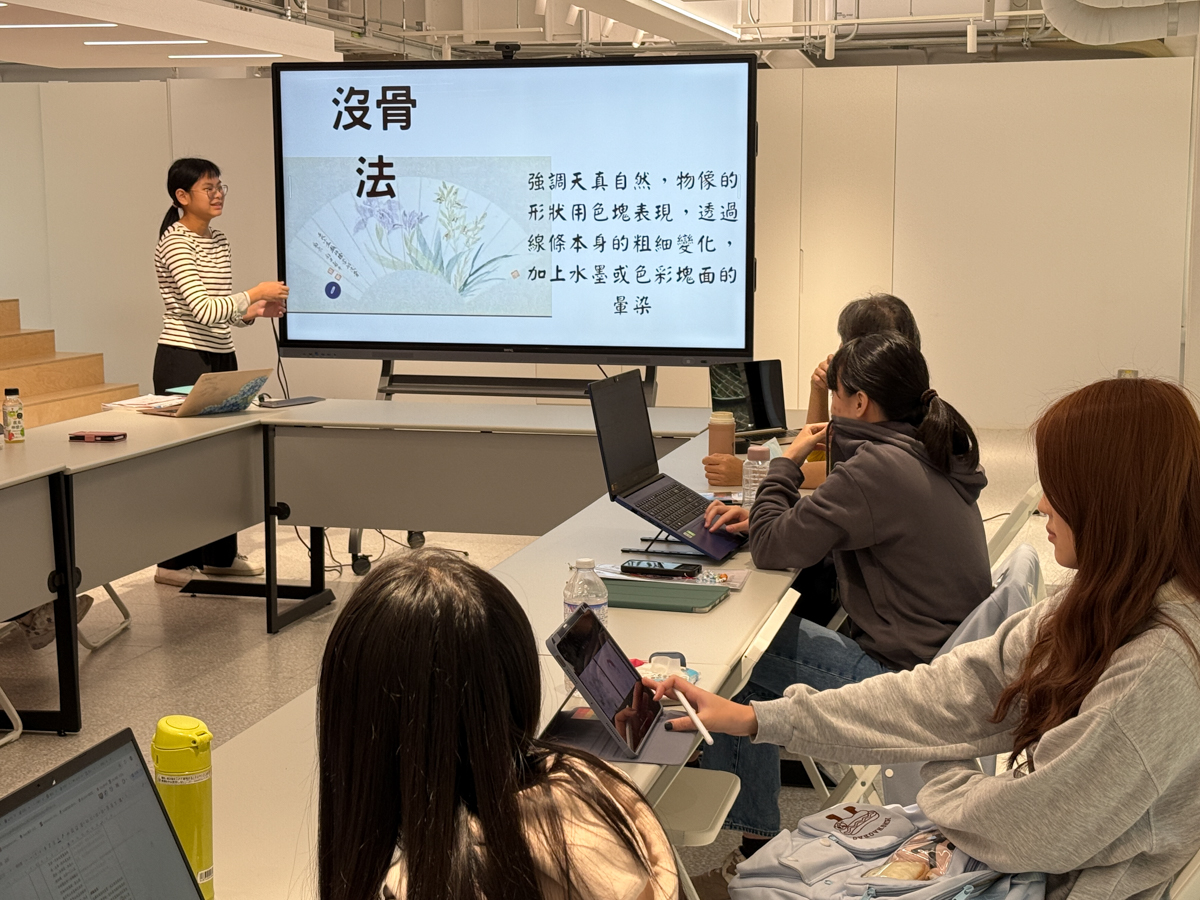 沒骨
法
強調天真自然，物像的
形狀用色塊表現，透過
線條本身的粗細變化，
加上水墨或色彩塊面的
暈染